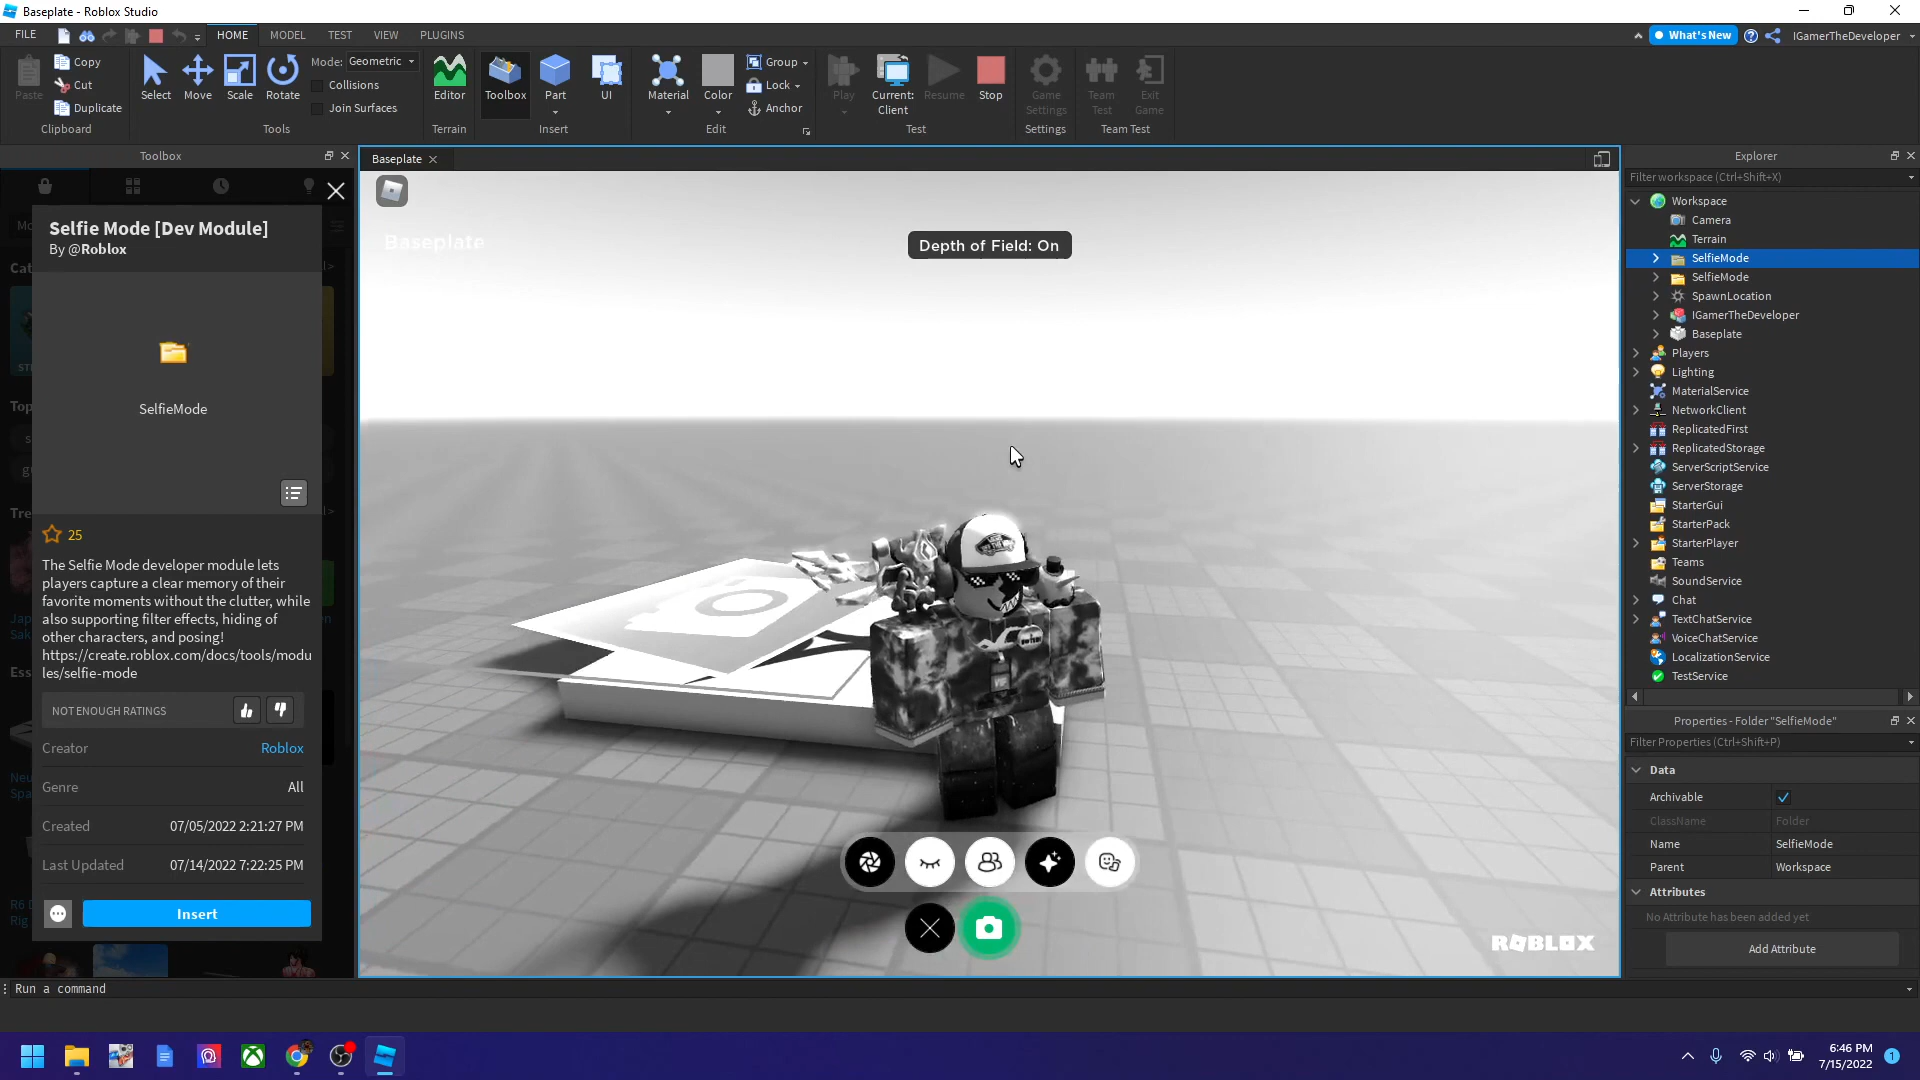 Baseplate - Roblox Studio
FILE
HOME
MODEL
TEST
VIEW
PLUGINS
What's New
IGamerTheDeveloper
Paste
Copy
Cut
Duplicate
Clipboard
Select
Move
Scale
Rotate
Mode: Geometric
Collisions
Join Surfaces
Tools
Editor
Terrain
Toolbox
Part
UI
Insert
Material
Color
Group
Lock
Anchor
Edit
Play
Current:
Client
Resume
Stop
Test
Game
Settings
Settings
Team
Test
Exit
Game
Team Test
Toolbox
Selfie Mode [Dev Module]
By @Roblox
SelfieMode
25
The Selfie Mode developer module lets
players capture a clear memory of their
favorite moments without the clutter, while
also supporting filter effects, hiding of
other characters, and posing!
https://create.roblox.com/docs/tools/modu
les/selfie-mode
NOT ENOUGH RATINGS
Creator
Roblox
Genre
All
Created
07/05/2022 2:21:27 PM
Last Updated
07/14/2022 7:22:25 PM
Insert
Baseplate
Baseplate
Depth of Field: On
ROBLOX
Explorer
Filter workspace (Ctrl+Shift+X)
Workspace
Camera
Terrain
SelfieMode
SelfieMode
SpawnLocation
IGamerTheDeveloper
Baseplate
Players
Lighting
MaterialService
NetworkClient
ReplicatedFirst
ReplicatedStorage
ServerScriptService
ServerStorage
StarterGui
StarterPack
StarterPlayer
Teams
SoundService
Chat
TextChatService
VoiceChatService
LocalizationService
TestService
Properties - Folder "SelfieMode"
Filter Properties (Ctrl+Shift+P)
Data
Archivable
ClassName
Folder
Name
SelfieMode
Parent
Workspace
Attributes
No Attribute has been added yet
Add Attribute
Run a command
6:46 PM
7/15/2022
1